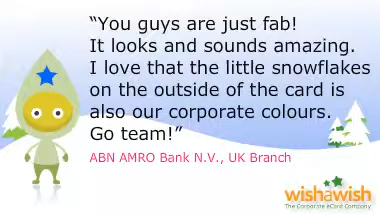 “You guys are just fab!
It looks and sounds amazing.
I love that the little snowflakes
on the outside of the card is
also our corporate colours.
Go team!”
ABN AMRO Bank N.V., UK Branch
wishawish
The Corporate eCard Company